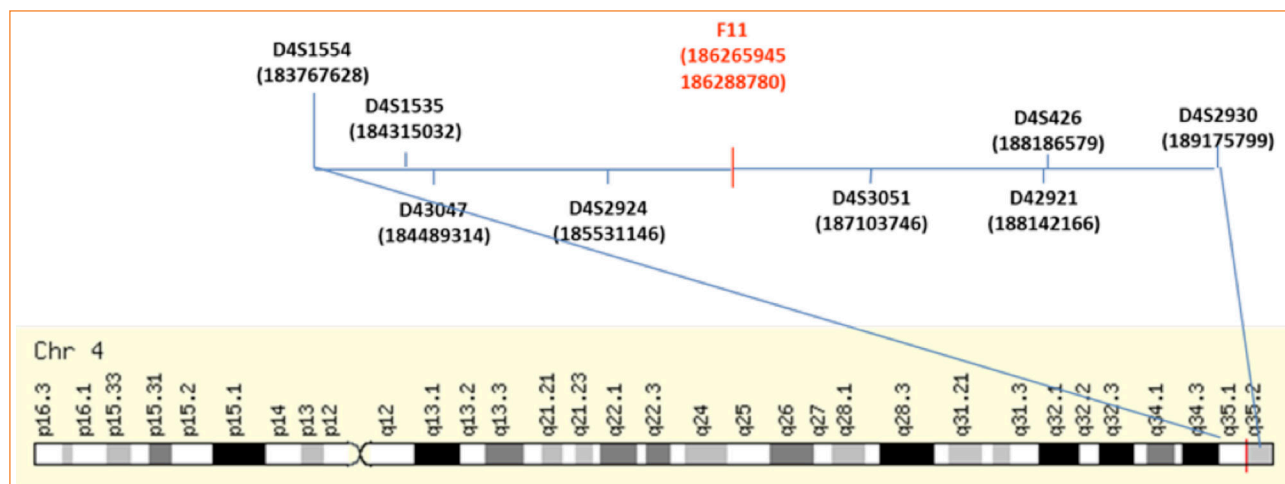 F11
(186265945
186288780)
D4S1554
(183767628)
D4S1535
(184315032)
D4S426
(188186579)
D4S2930
(189175799)
D43047
(184489314)
D4S2924
(185531146)
D4S3051
(187103746)
D42921
(188142166)
Chr 4
p16.3 p16.1 p15.33 p15.31 p15.2 p15.1 p14 p13 p12 q12 q13.1 q13.2 q13.3 q21.21 q21.23 q22.1 q22.3 q24 q25 q26 q27 q28.1 q28.3 q31.21 q31.3 q32.1 q32.2 q32.3 q34.1 q34.3 q35.1 q35.2